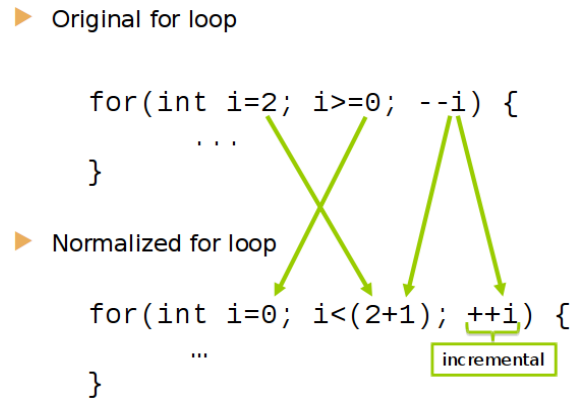 Original for loop
for(int i=2; i>=0; --i) {
...
}
Normalized for loop
for(int i=0; i<(2+1); ++i) {
...
incremental
}